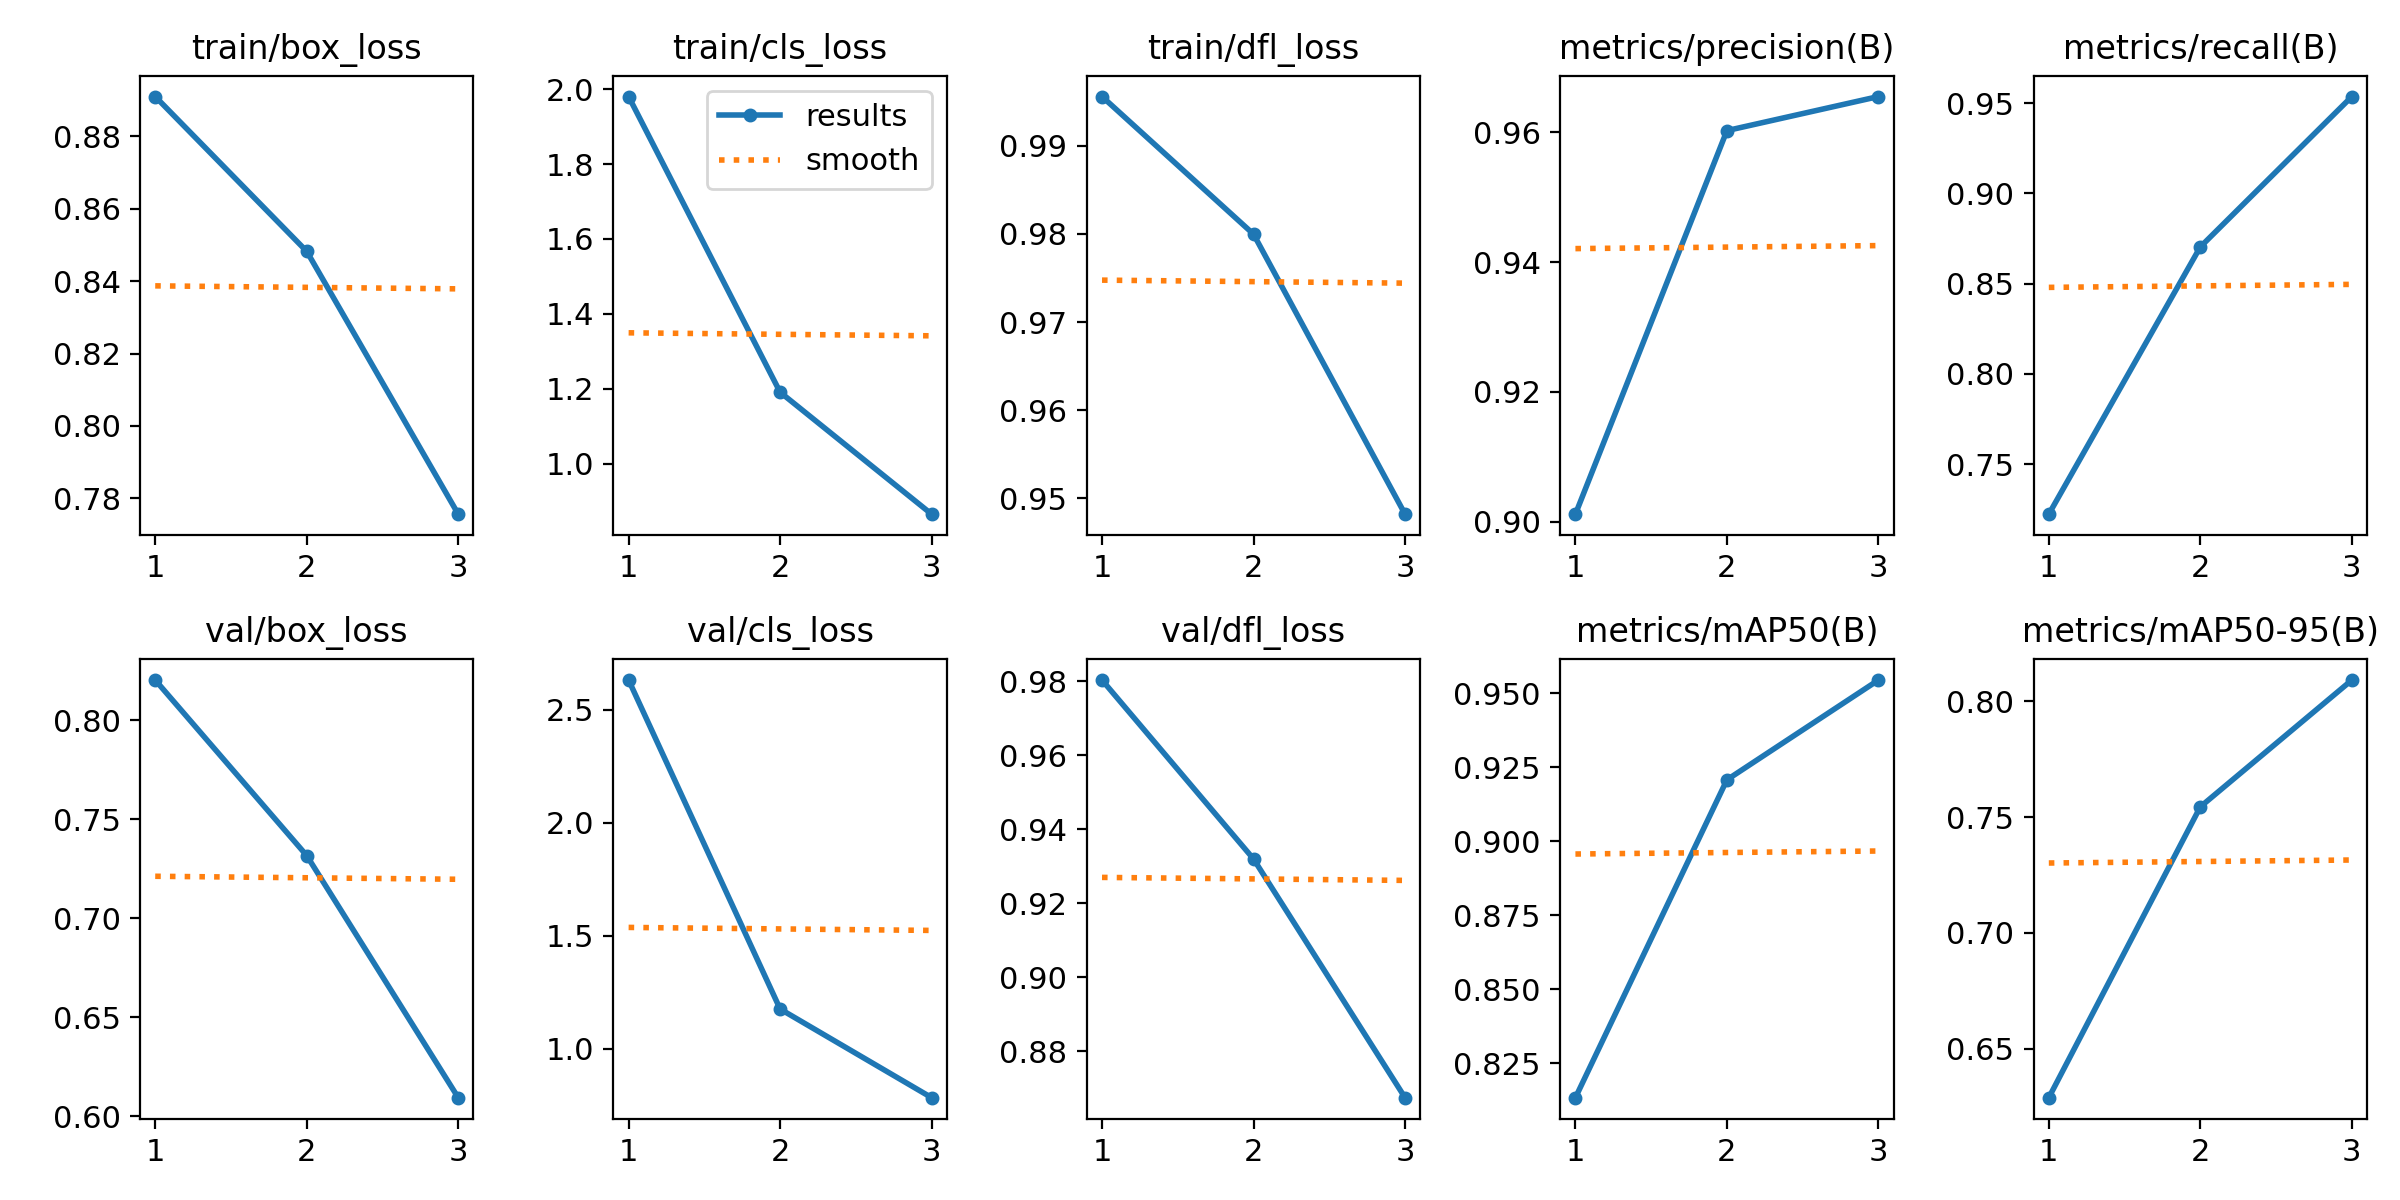 train/box_loss
0.88
0.86
0.84
0.82
0.80
0.78
1 2 3
train/cls_loss
results
smooth
2.0
1.8
1.6
1.4
1.2
1.0
1 2 3
train/dfl_loss
0.99
0.98
0.97
0.96
0.95
1 2 3
metrics/precision(B)
0.96
0.94
0.92
0.90
1 2 3
metrics/recall(B)
0.95
0.90
0.85
0.80
0.75
1 2 3
val/box_loss
0.80
0.75
0.70
0.65
0.60
1 2 3
val/cls_loss
2.5
2.0
1.5
1.0
1 2 3
val/dfl_loss
0.98
0.96
0.94
0.92
0.90
0.88
1 2 3
metrics/mAP50(B)
0.950
0.925
0.900
0.875
0.850
0.825
1 2 3
metrics/mAP50-95(B)
0.80
0.75
0.70
0.65
1 2 3